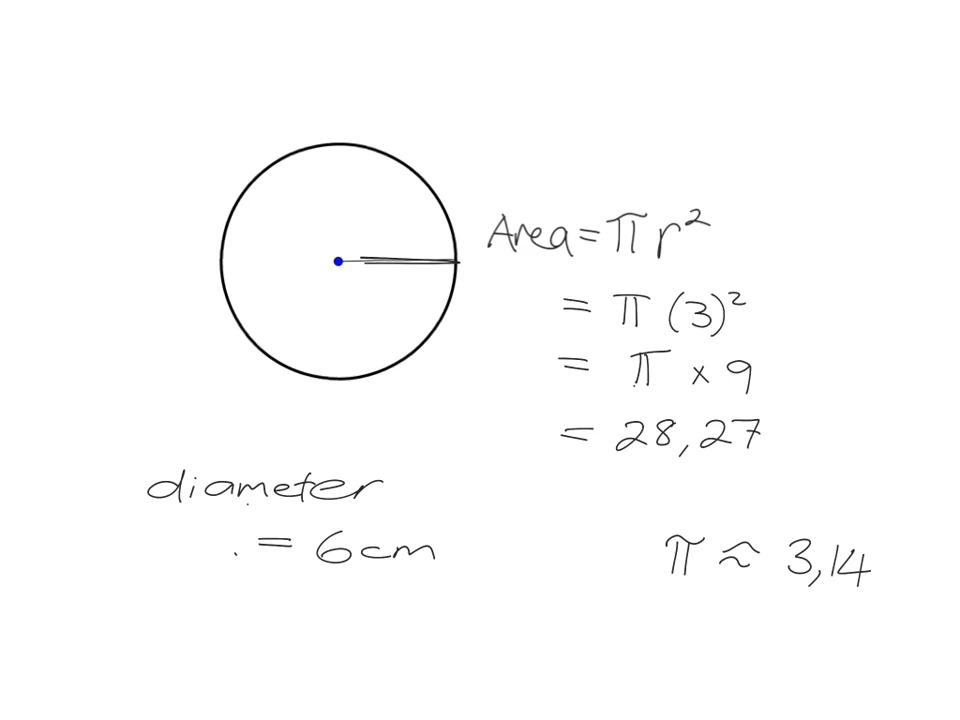 Area = π r²
= π (3)²
= π × 9
= 28,27
diameter
= 6cm
π ≈ 3,14